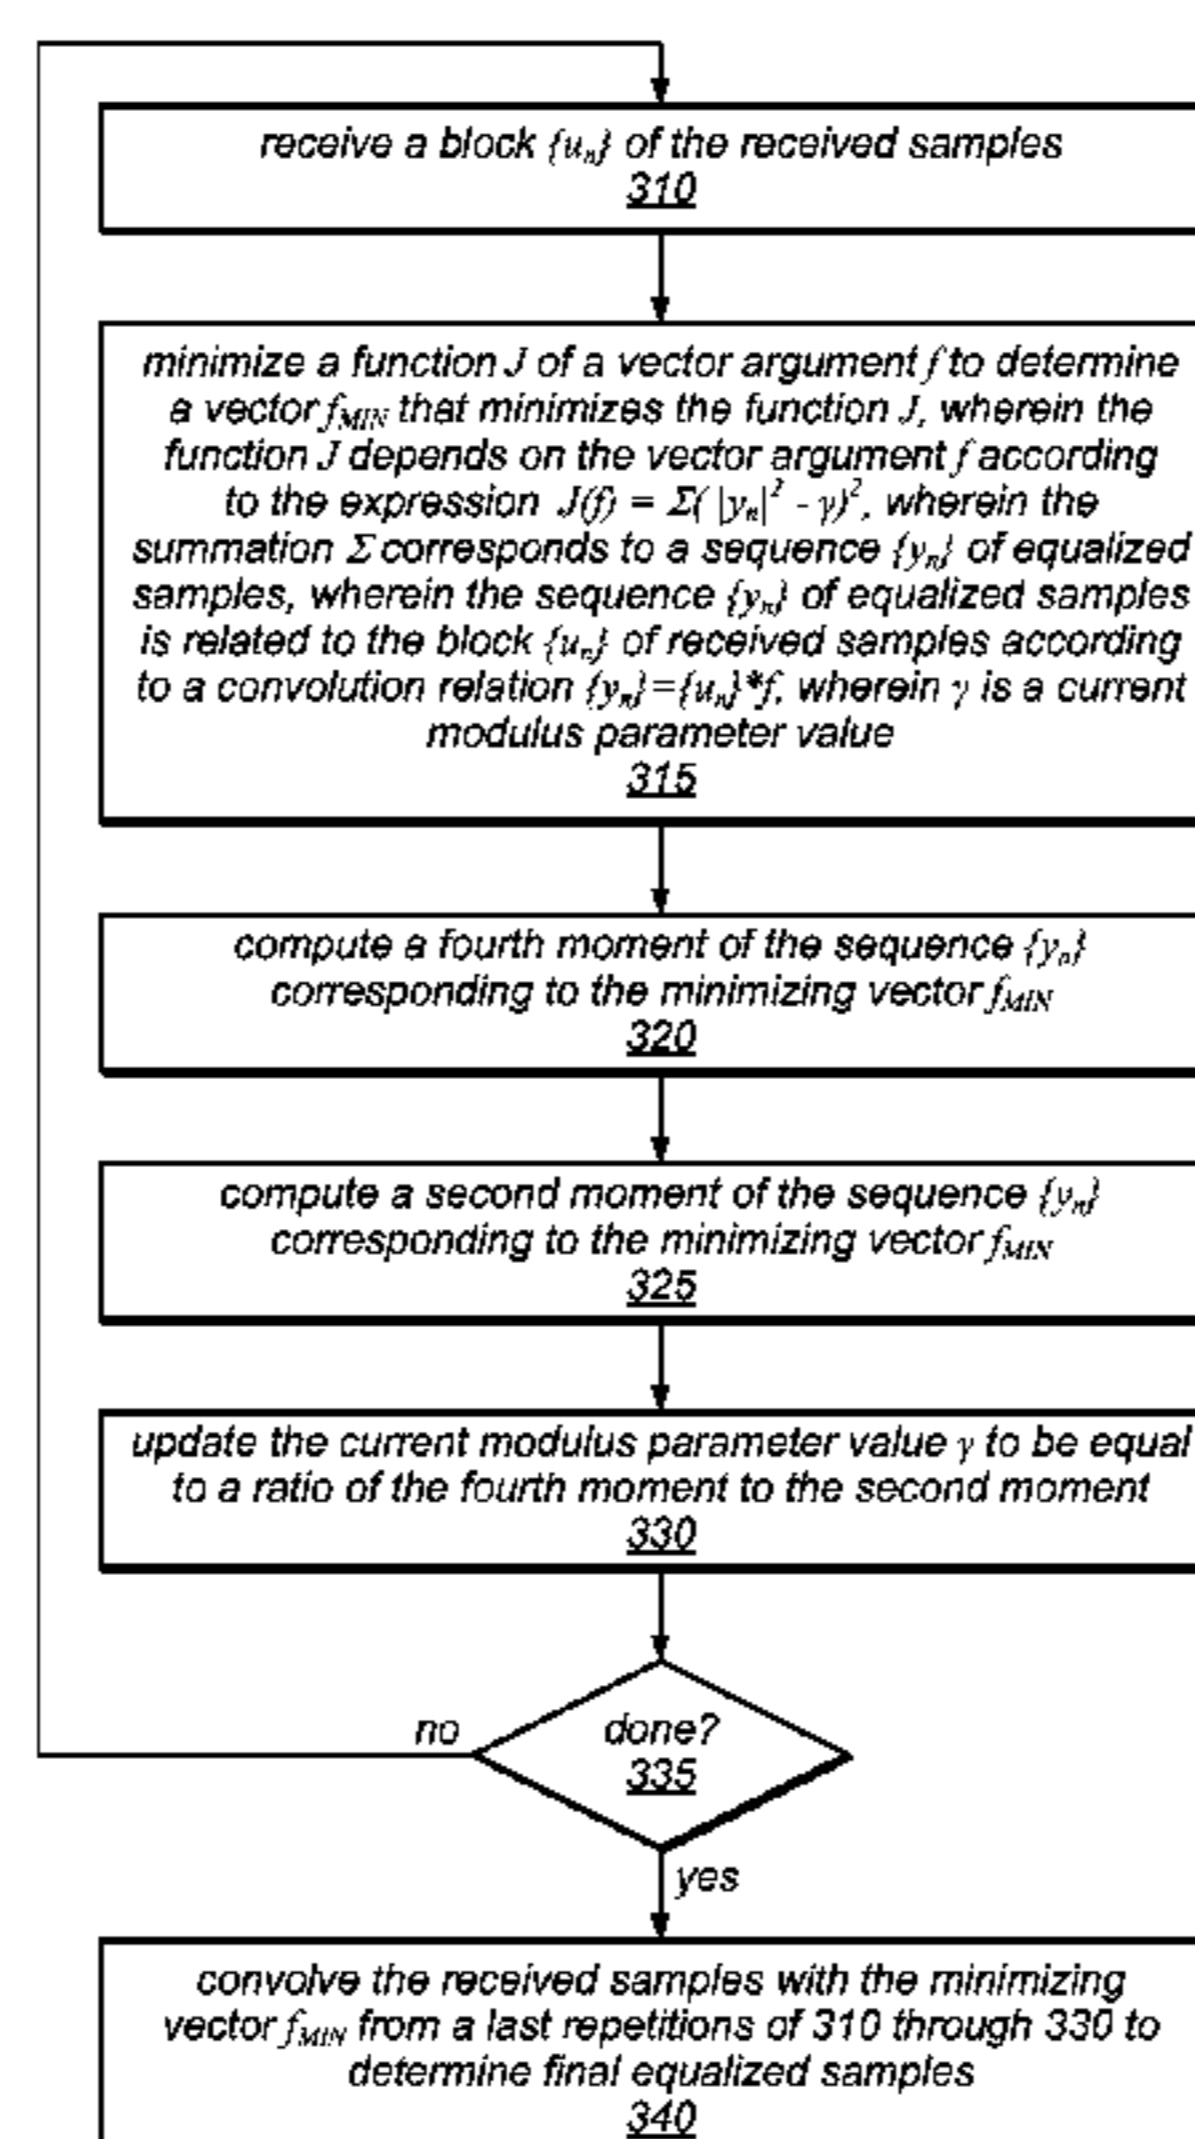 receive a block {uₙ} of the received samples
310
minimize a function J of a vector argument f to determine
a vector f_MIN that minimizes the function J, wherein the
function J depends on the vector argument f according
to the expression J(f) = Σ( |yₙ|² - γ)², wherein the
summation Σ corresponds to a sequence {yₙ} of equalized
samples, wherein the sequence {yₙ} of equalized samples
is related to the block {uₙ} of received samples according
to a convolution relation {yₙ}={uₙ}*f, wherein γ is a current
modulus parameter value
315
compute a fourth moment of the sequence {yₙ}
corresponding to the minimizing vector f_MIN
320
compute a second moment of the sequence {yₙ}
corresponding to the minimizing vector f_MIN
325
update the current modulus parameter value γ to be equal
to a ratio of the fourth moment to the second moment
330
no
done?
335
yes
convolve the received samples with the minimizing
vector f_MIN from a last repetitions of 310 through 330 to
determine final equalized samples
340